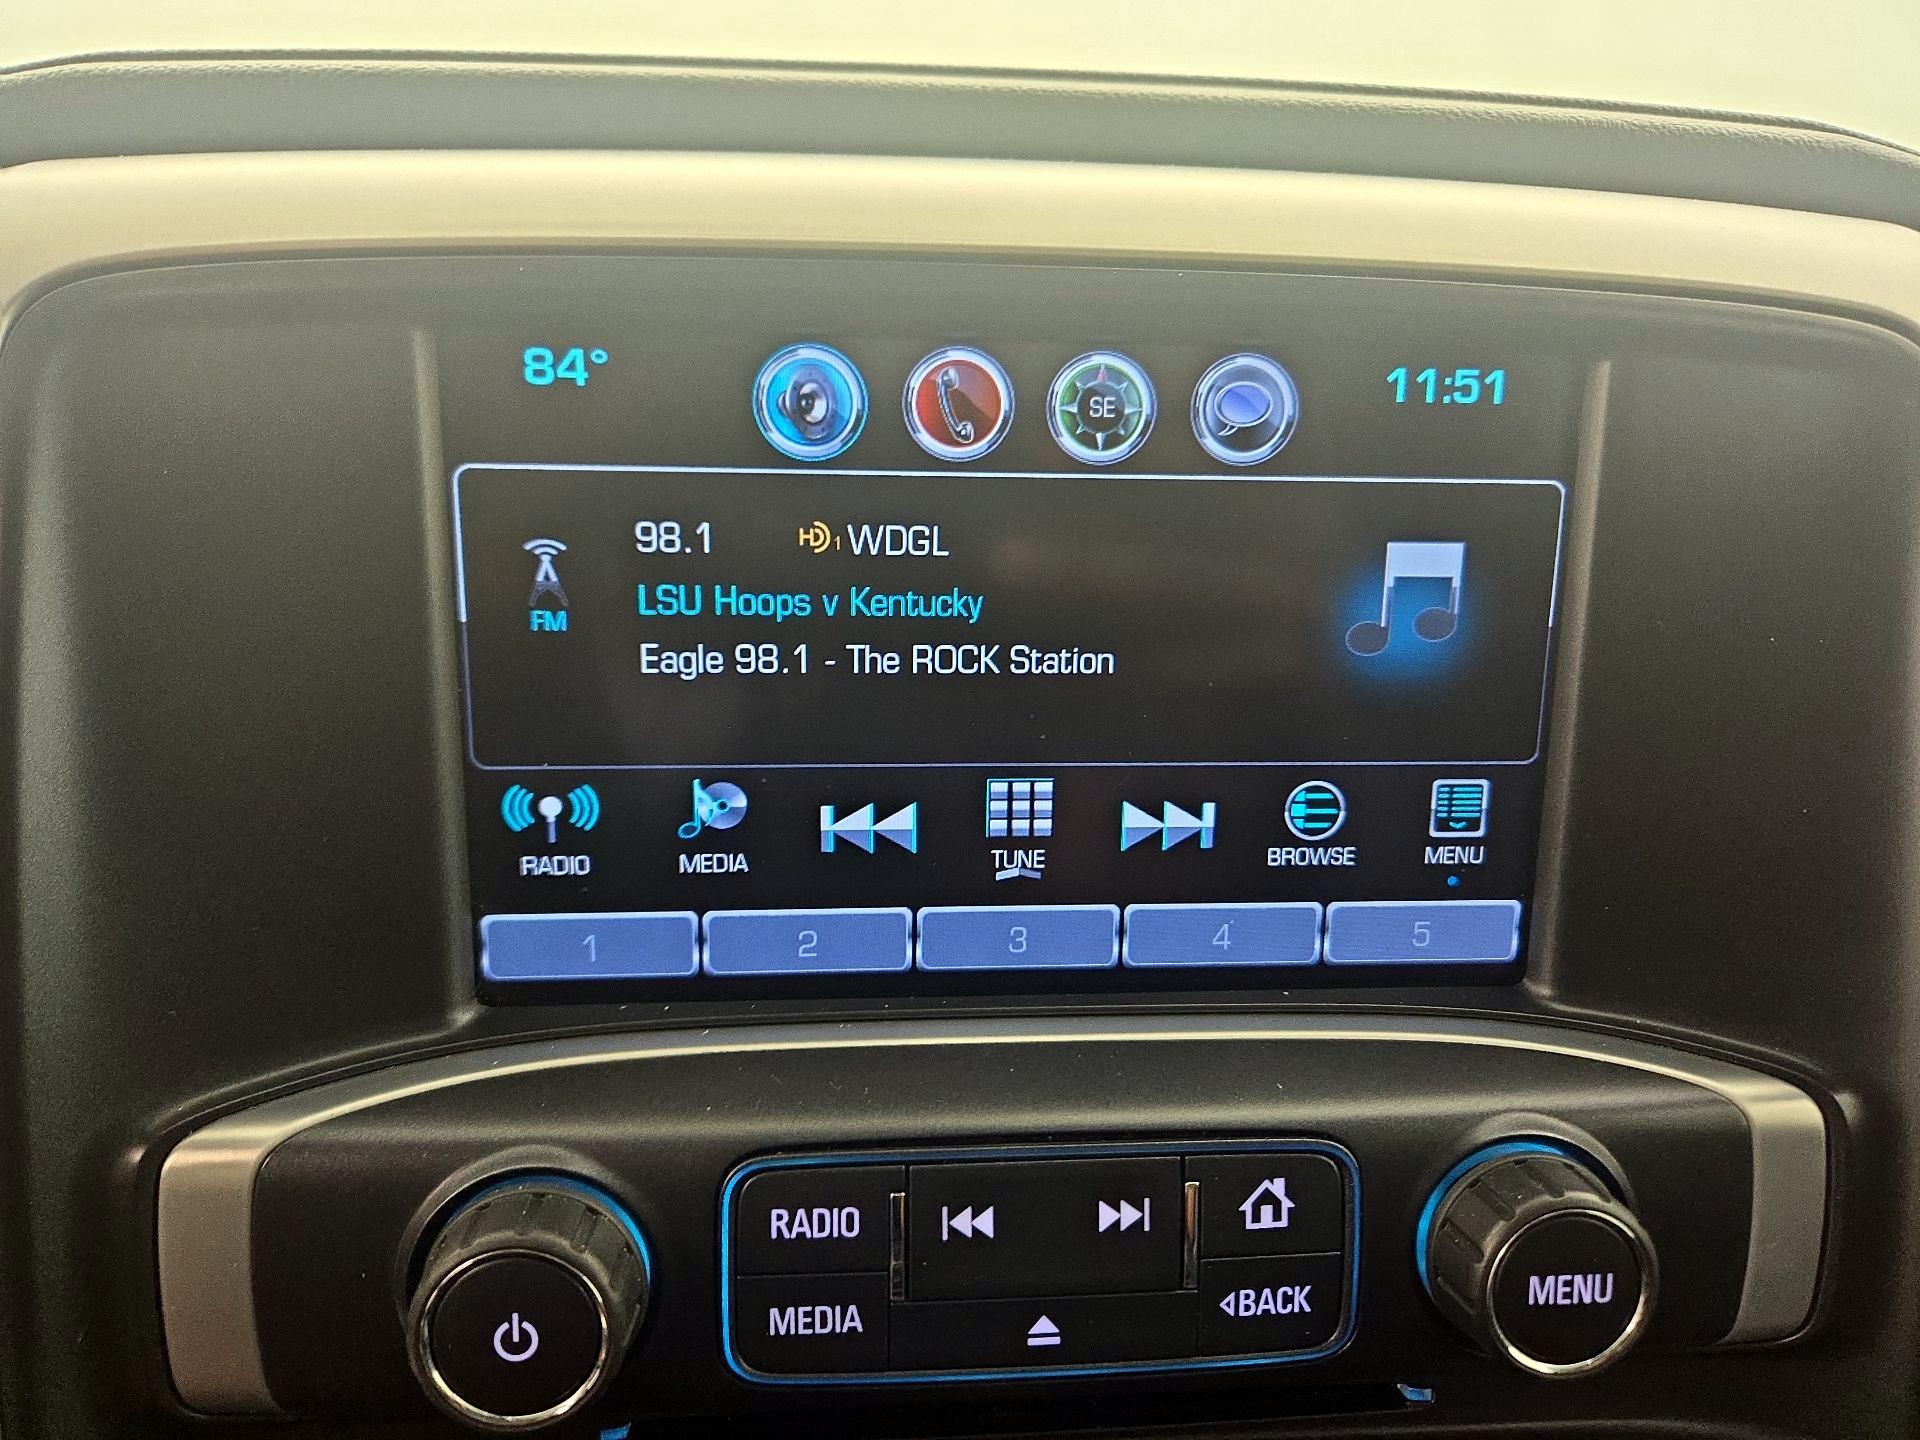 84° SE 11:51
98.1 HD1 WDGL
LSU Hoops v Kentucky
FM
Eagle 98.1 - The ROCK Station
RADIO MEDIA TUNE BROWSE MENU
1 2 3 4 5
RADIO
MEDIA BACK MENU